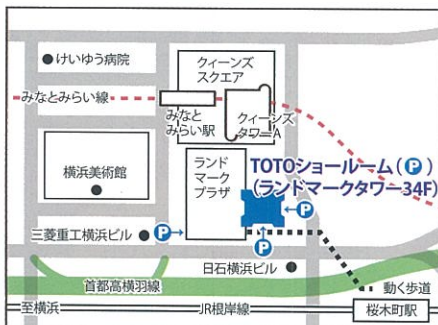 けいゆう病院
クィーンズ
スクエア
みなとみらい線
みなと
みらい駅
クィーンズ
タワーA
横浜美術館
ランド
マーク
プラザ
TOTOショールーム(P)
(ランドマークタワー34F)
P
三菱重工横浜ビル
P
P
日石横浜ビル
動く歩道
首都高横羽線
至横浜
JR根岸線
桜木町駅